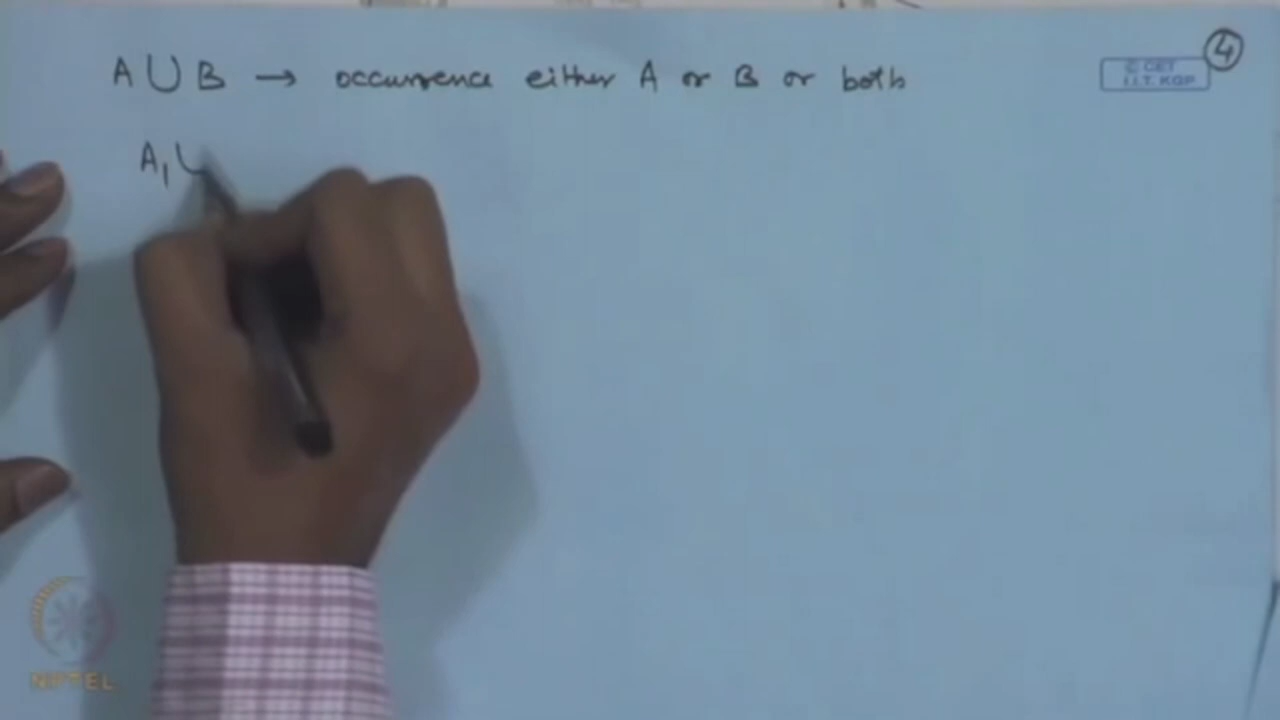 A ∪ B → occurrence either A or B or both
4
© CET
I.I.T. KGP
A₁ ∪
NPTEL